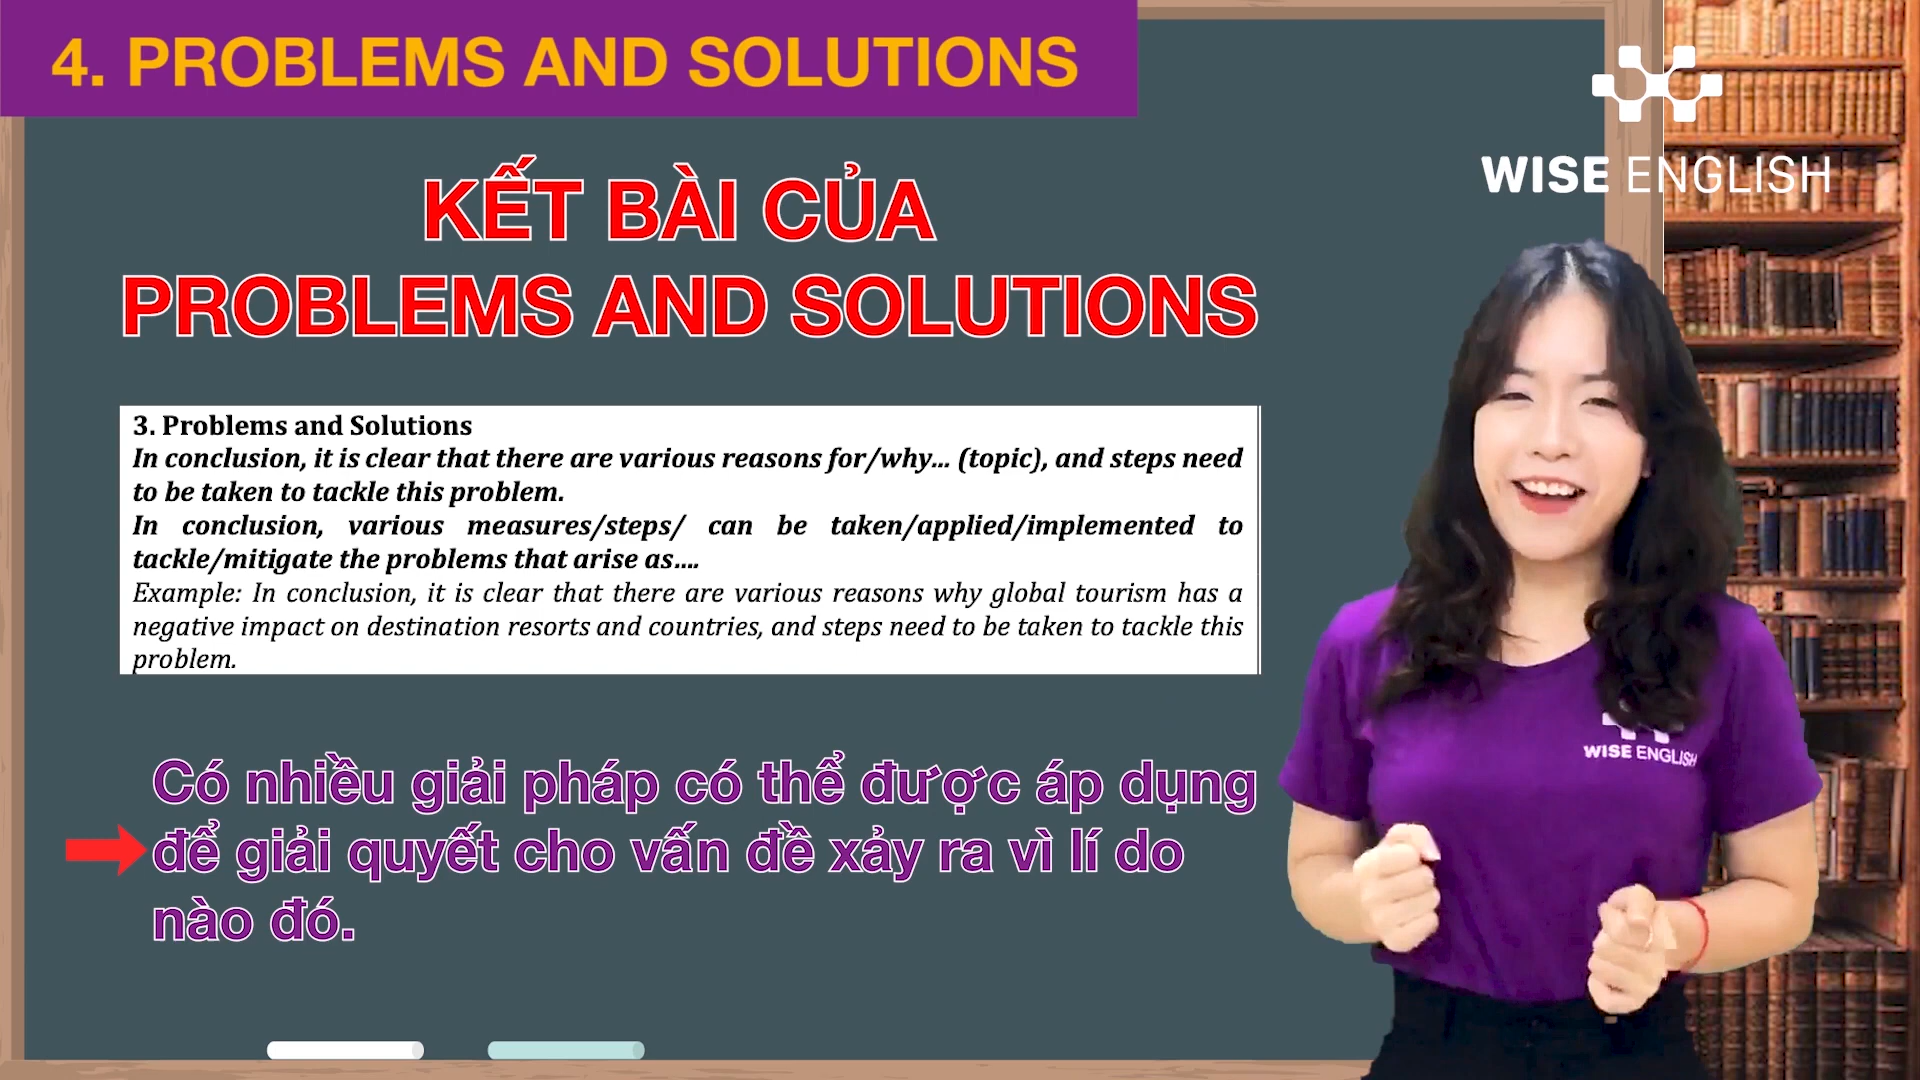 4. PROBLEMS AND SOLUTIONS
WISE ENGLISH
KẾT BÀI CỦA
PROBLEMS AND SOLUTIONS
3. Problems and Solutions
In conclusion, it is clear that there are various reasons for/why... (topic), and steps need
to be taken to tackle this problem.
In conclusion, various measures/steps/ can be taken/applied/implemented to
tackle/mitigate the problems that arise as....
Example: In conclusion, it is clear that there are various reasons why global tourism has a
negative impact on destination resorts and countries, and steps need to be taken to tackle this
problem.
WISE ENGLISH
Có nhiều giải pháp có thể được áp dụng
để giải quyết cho vấn đề xảy ra vì lí do
nào đó.